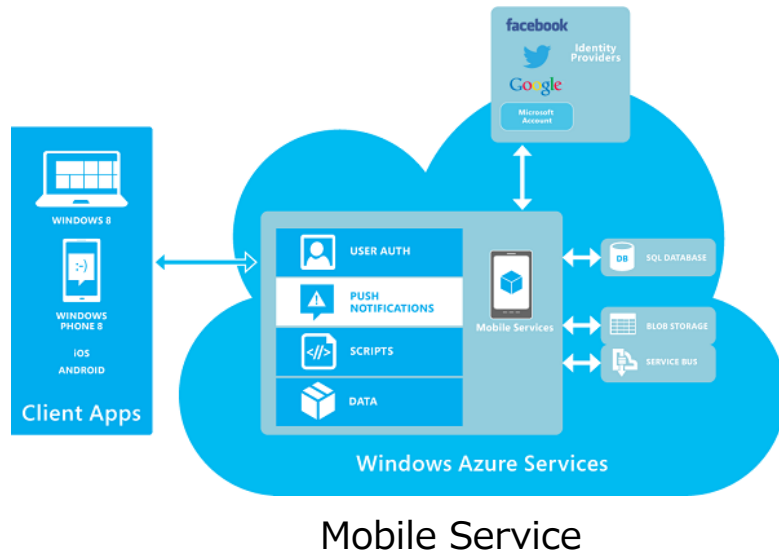 facebook
Identity
Providers
Google
Microsoft
Account
WINDOWS 8
:-)
WINDOWS
PHONE 8
iOS
ANDROID
Client Apps
USER AUTH
PUSH
NOTIFICATIONS
</>
SCRIPTS
DATA
Mobile Services
DB
SQL DATABASE
BLOB STORAGE
SERVICE BUS
Windows Azure Services
Mobile Service